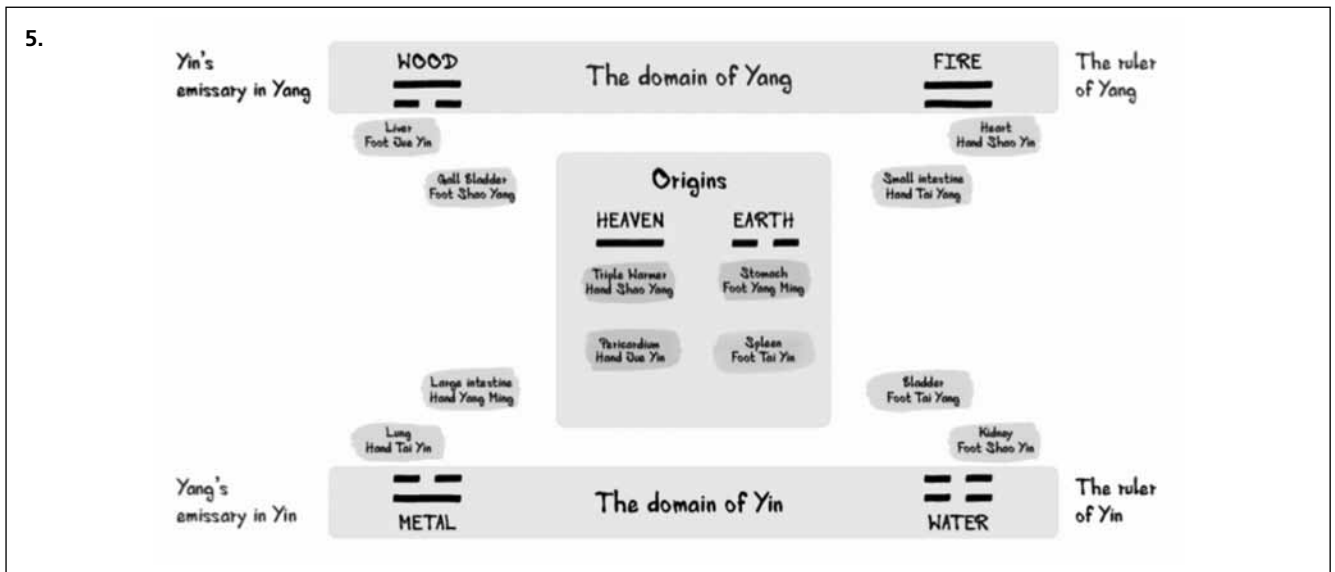 5.
Yin's
emissary in Yang
WOOD
The domain of Yang
FIRE
The ruler
of Yang
Liver
Foot Jue Yin
Heart
Hand Shao Yin
Gall Bladder
Foot Shao Yang
Small intestine
Hand Tai Yang
Origins
HEAVEN
EARTH
Triple Warmer
Hand Shao Yang
Stomach
Foot Yang Ming
Pericardium
Hand Jue Yin
Spleen
Foot Tai Yin
Large intestine
Hand Yang Ming
Bladder
Foot Tai Yang
Lung
Hand Tai Yin
Kidney
Foot Shao Yin
Yang's
emissary in Yin
METAL
The domain of Yin
WATER
The ruler
of Yin